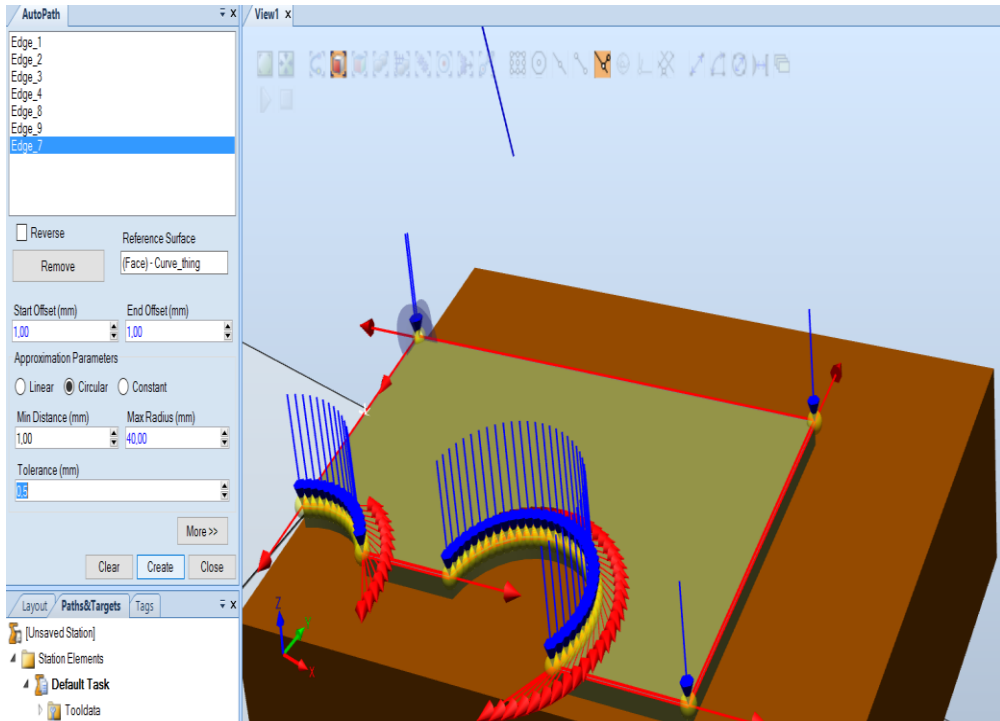 AutoPath
Edge_1
Edge_2
Edge_3
Edge_4
Edge_8
Edge_9
Edge_7
Reverse
Reference Surface
Remove
(Face) - Curve_thing
Start Offset (mm) End Offset (mm)
1,00 1,00
Approximation Parameters
Linear Circular Constant
Min Distance (mm) Max Radius (mm)
1,00 40,00
Tolerance (mm)
0,5
More >>
Clear Create Close
Layout Paths&Targets Tags
[Unsaved Station]
Station Elements
Default Task
Tooldata
View1
Z
Y
X